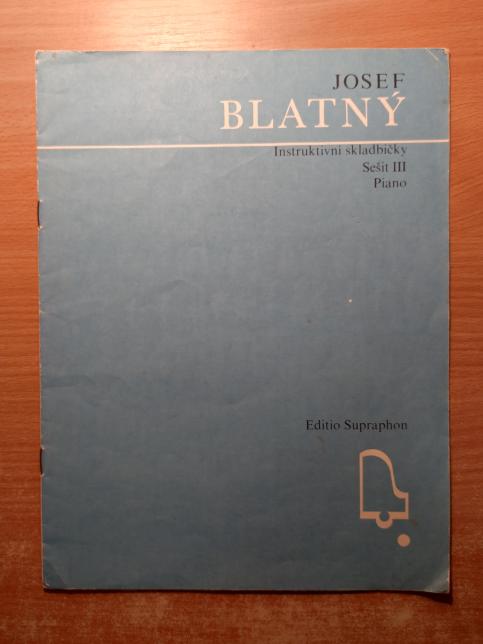 JOSEF
BLATNÝ
Instruktivní skladbičky
Sešit III
Piano
Editio Supraphon